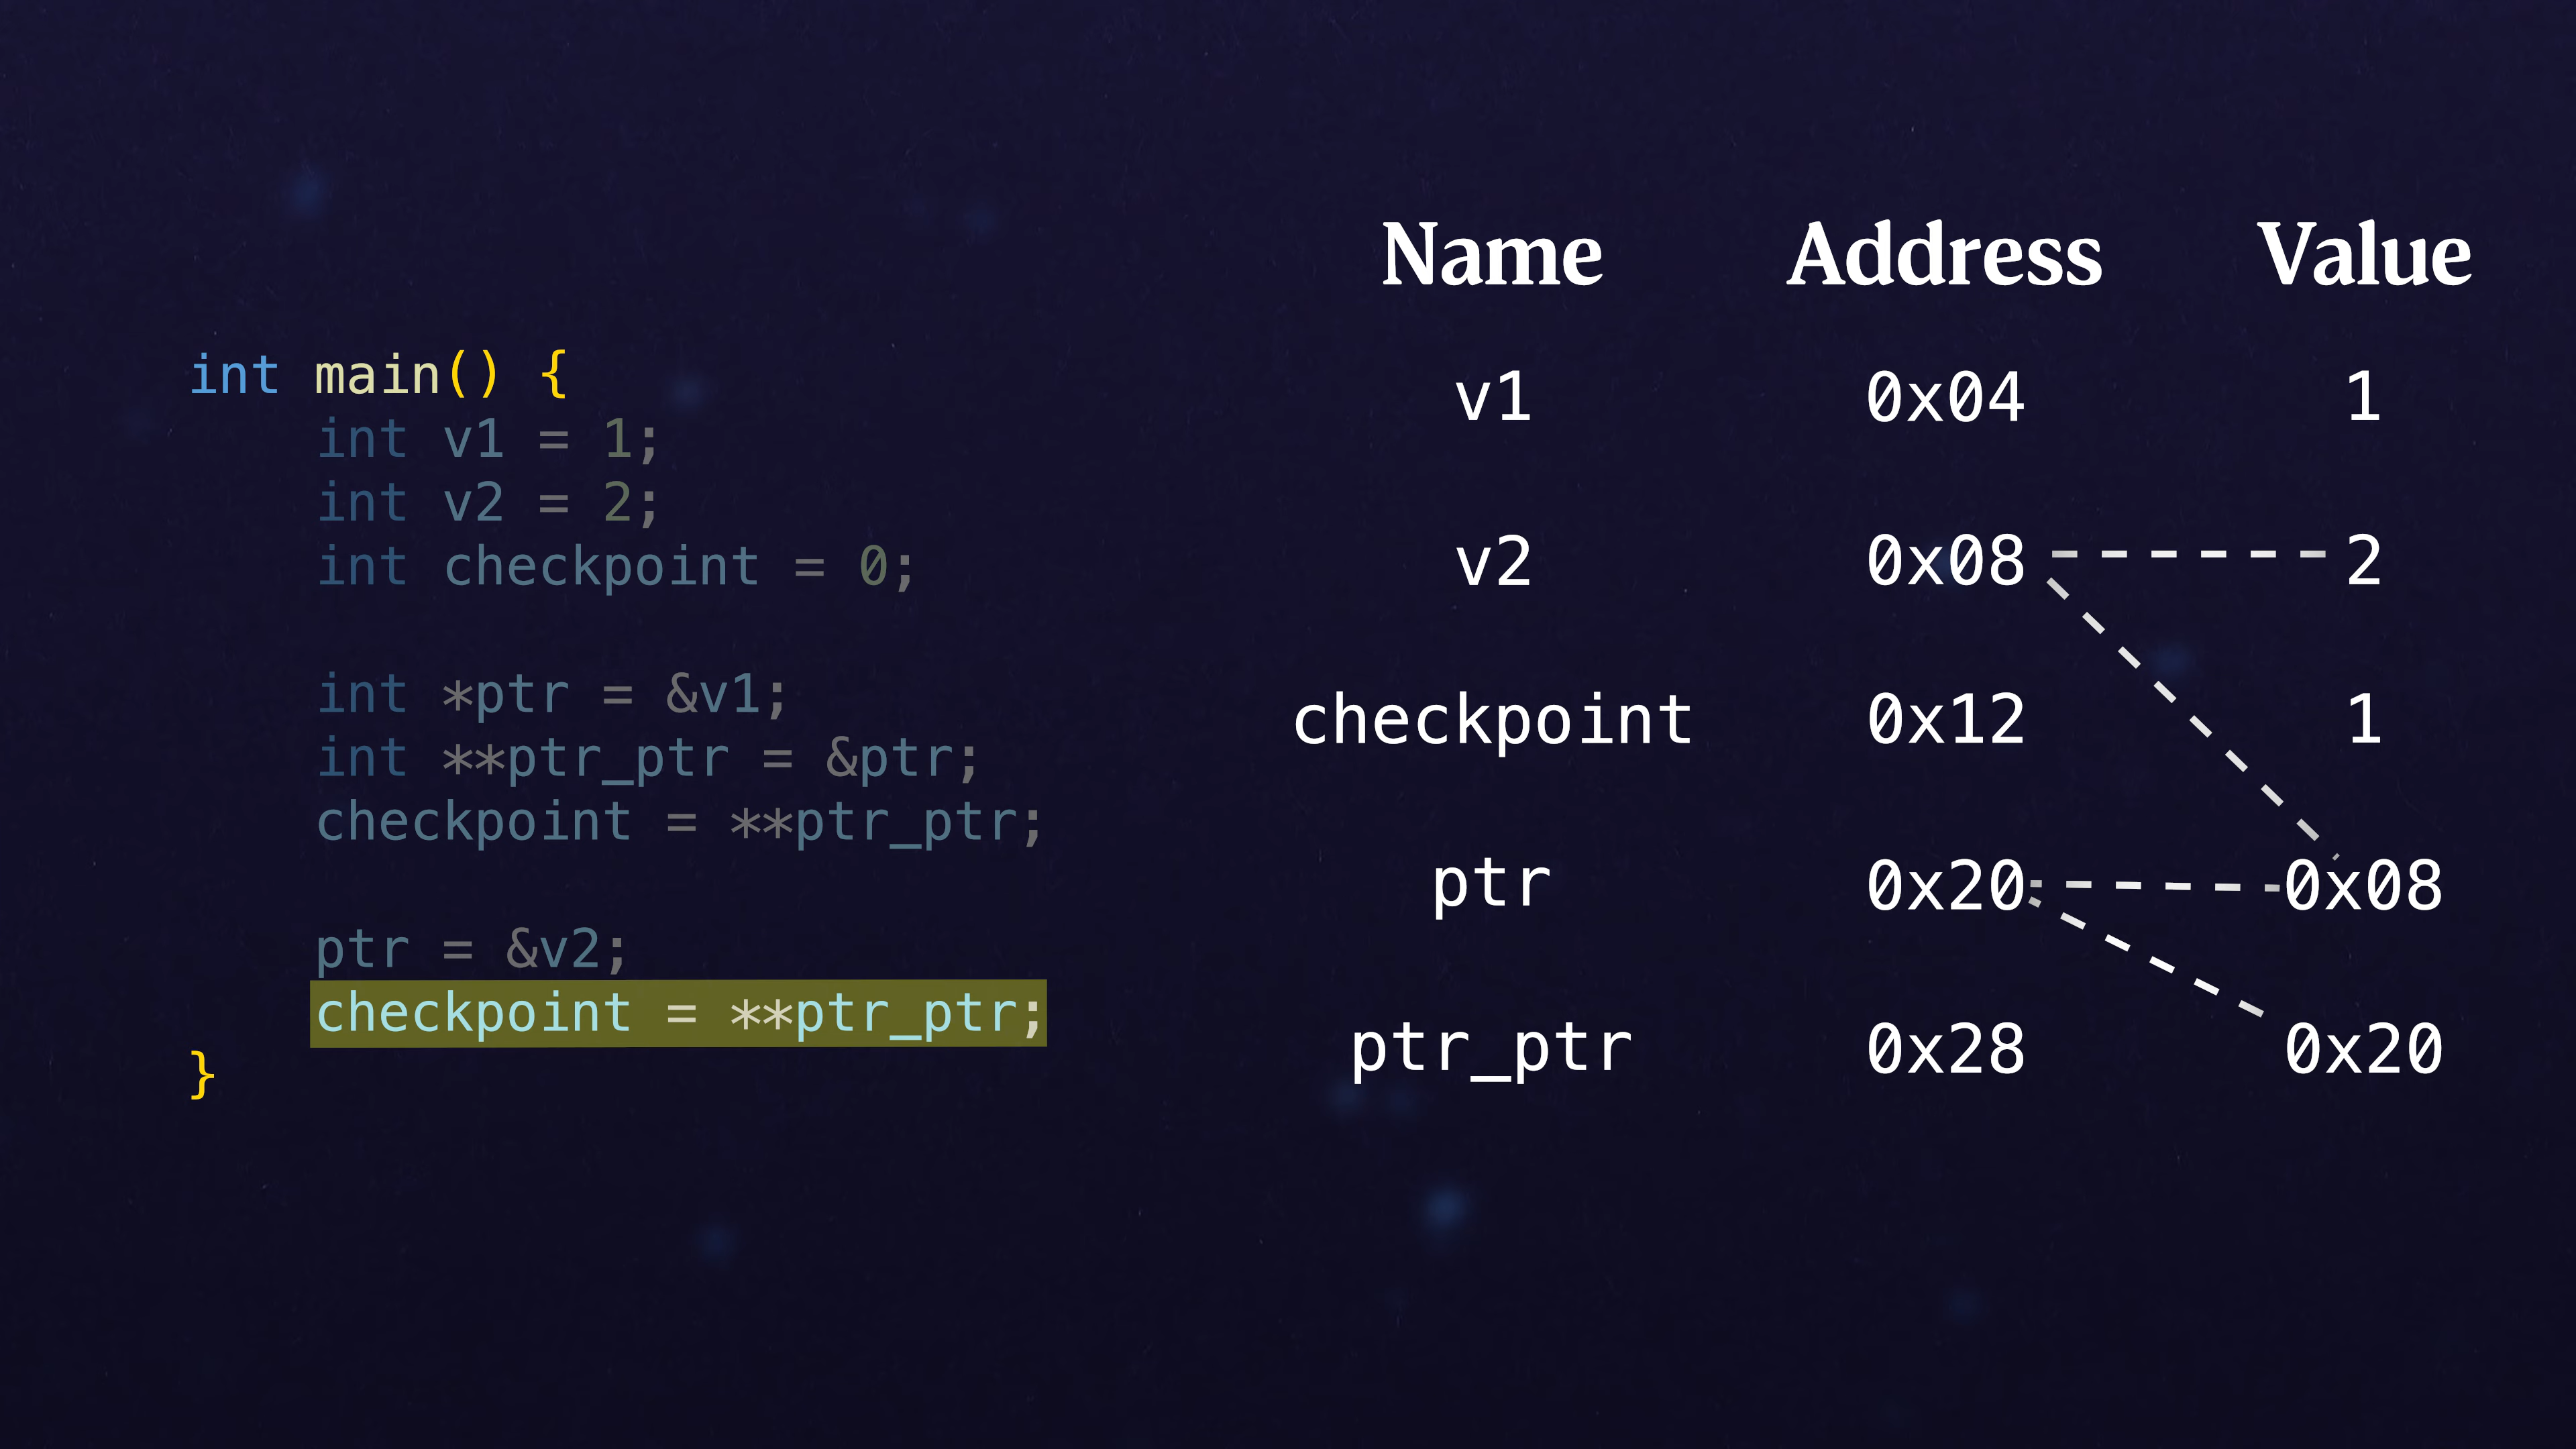 int main() {
int v1 = 1;
int v2 = 2;
int checkpoint = 0;
int *ptr = &v1;
int **ptr_ptr = &ptr;
checkpoint = **ptr_ptr;
ptr = &v2;
checkpoint = **ptr_ptr;
}
Name Address Value
v1 0x04 1
v2 0x08 2
checkpoint 0x12 1
ptr 0x20 0x08
ptr_ptr 0x28 0x20